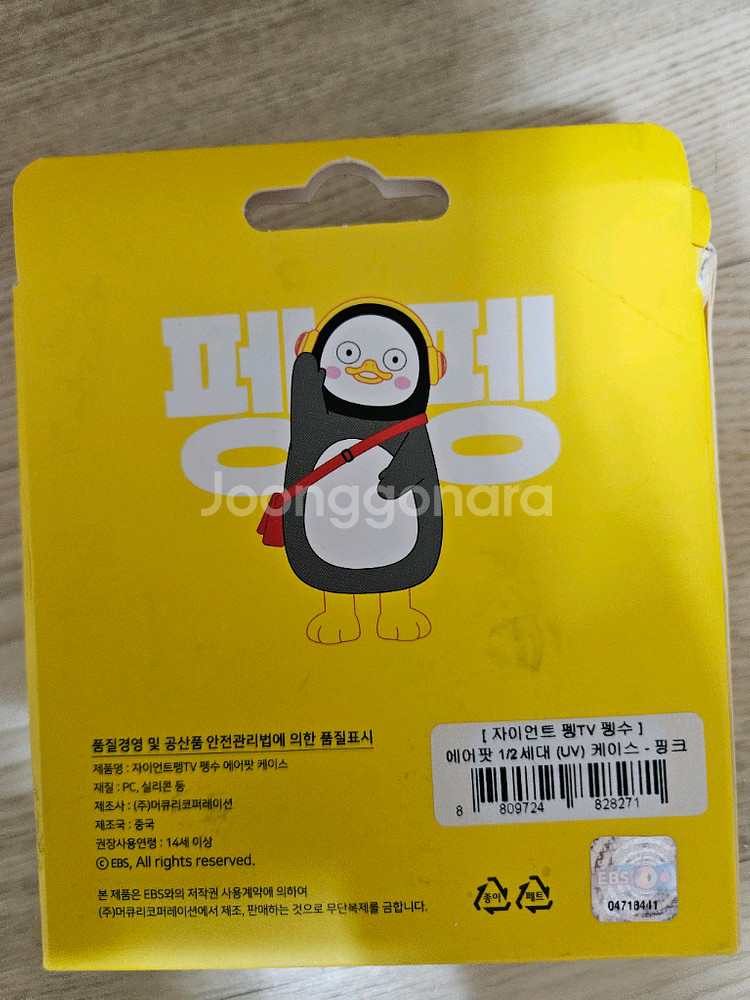 펭펭
Joonggonara
품질경영 및 공산품 안전관리법에 의한 품질표시
제품명 : 자이언트펭TV 펭수 에어팟 케이스
재질 : PC, 실리콘 등
제조사 : (주)머큐리코퍼레이션
제조국 : 중국
권장사용연령 : 14세 이상
ⓒ EBS, All rights reserved.
본 제품은 EBS와의 저작권 사용계약에 의하여
(주)머큐리코퍼레이션에서 제조, 판매하는 것으로 무단복제를 금합니다.
[ 자이언트 펭TV 펭수 ]
에어팟 1/2세대 (UV) 케이스 - 핑크
8 809724 828271
종이 페트
EBS
04718441